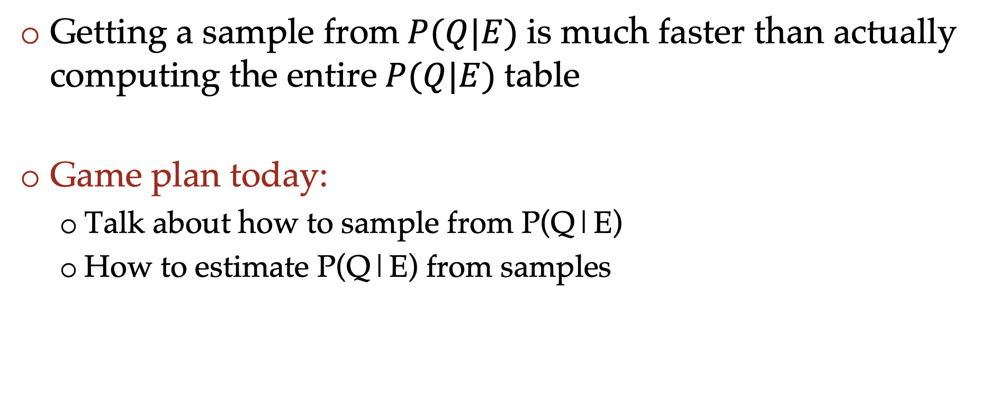 Getting a sample from P(Q|E) is much faster than actually
computing the entire P(Q|E) table
Game plan today:
Talk about how to sample from P(Q|E)
How to estimate P(Q|E) from samples